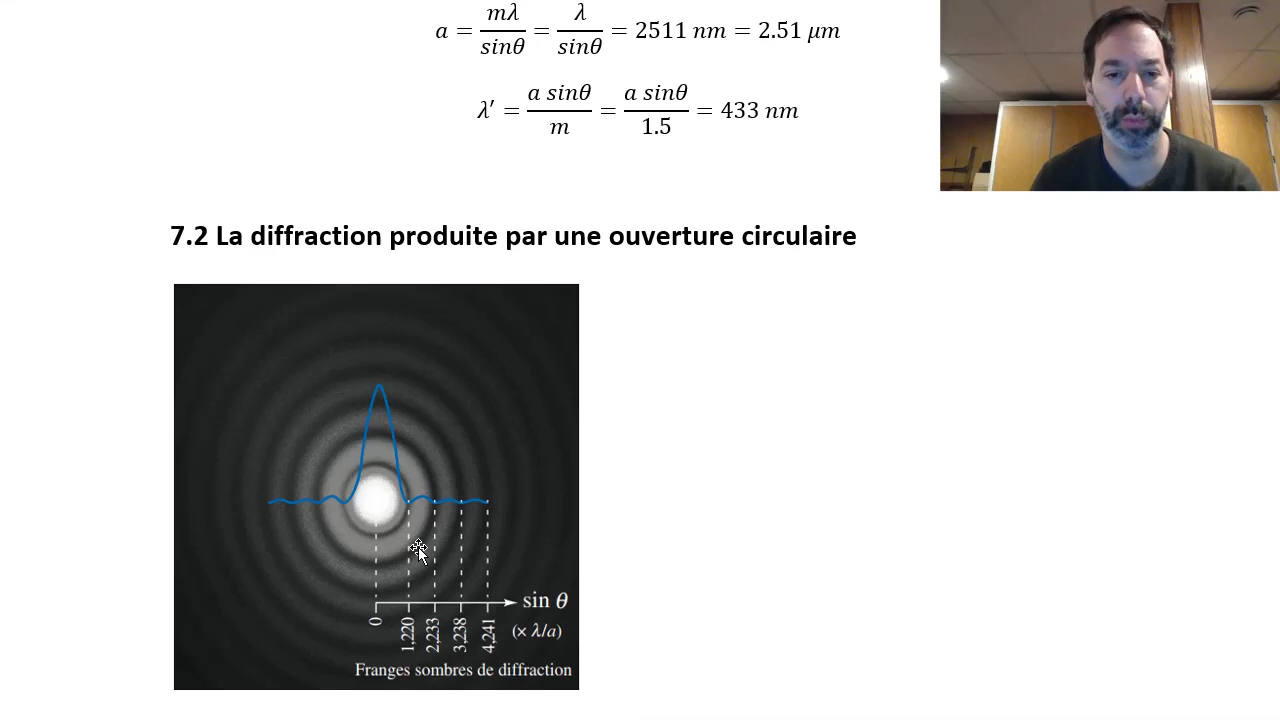 a = mλ/sinθ = λ/sinθ = 2511 nm = 2.51 μm
λ′ = a sinθ/m = a sinθ/1.5 = 433 nm
7.2 La diffraction produite par une ouverture circulaire
sin θ
0 1,220 2,233 3,238 4,241 (× λ/a)
Franges sombres de diffraction